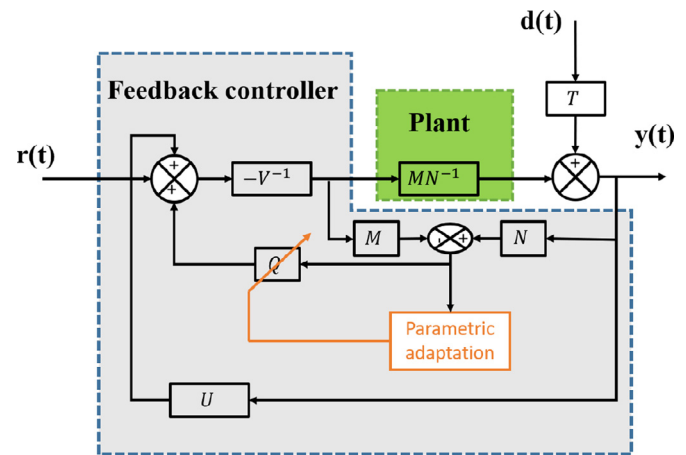 d(t)
Feedback controller
T
Plant
y(t)
r(t)
+
+
-V⁻¹
MN⁻¹
M
- +
N
Q
Parametric
adaptation
U